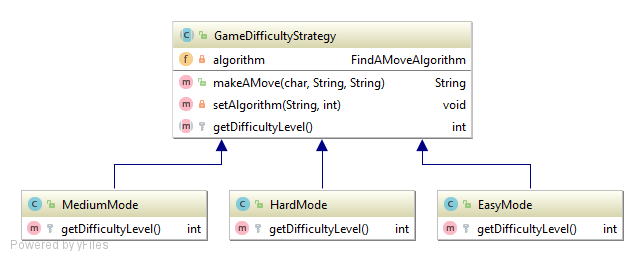 GameDifficultyStrategy
f algorithm FindAMoveAlgorithm
m makeAMove(char, String, String) String
m setAlgorithm(String, int) void
m getDifficultyLevel() int
C MediumMode
m getDifficultyLevel() int
C HardMode
m getDifficultyLevel() int
C EasyMode
m getDifficultyLevel() int
Powered by yFiles